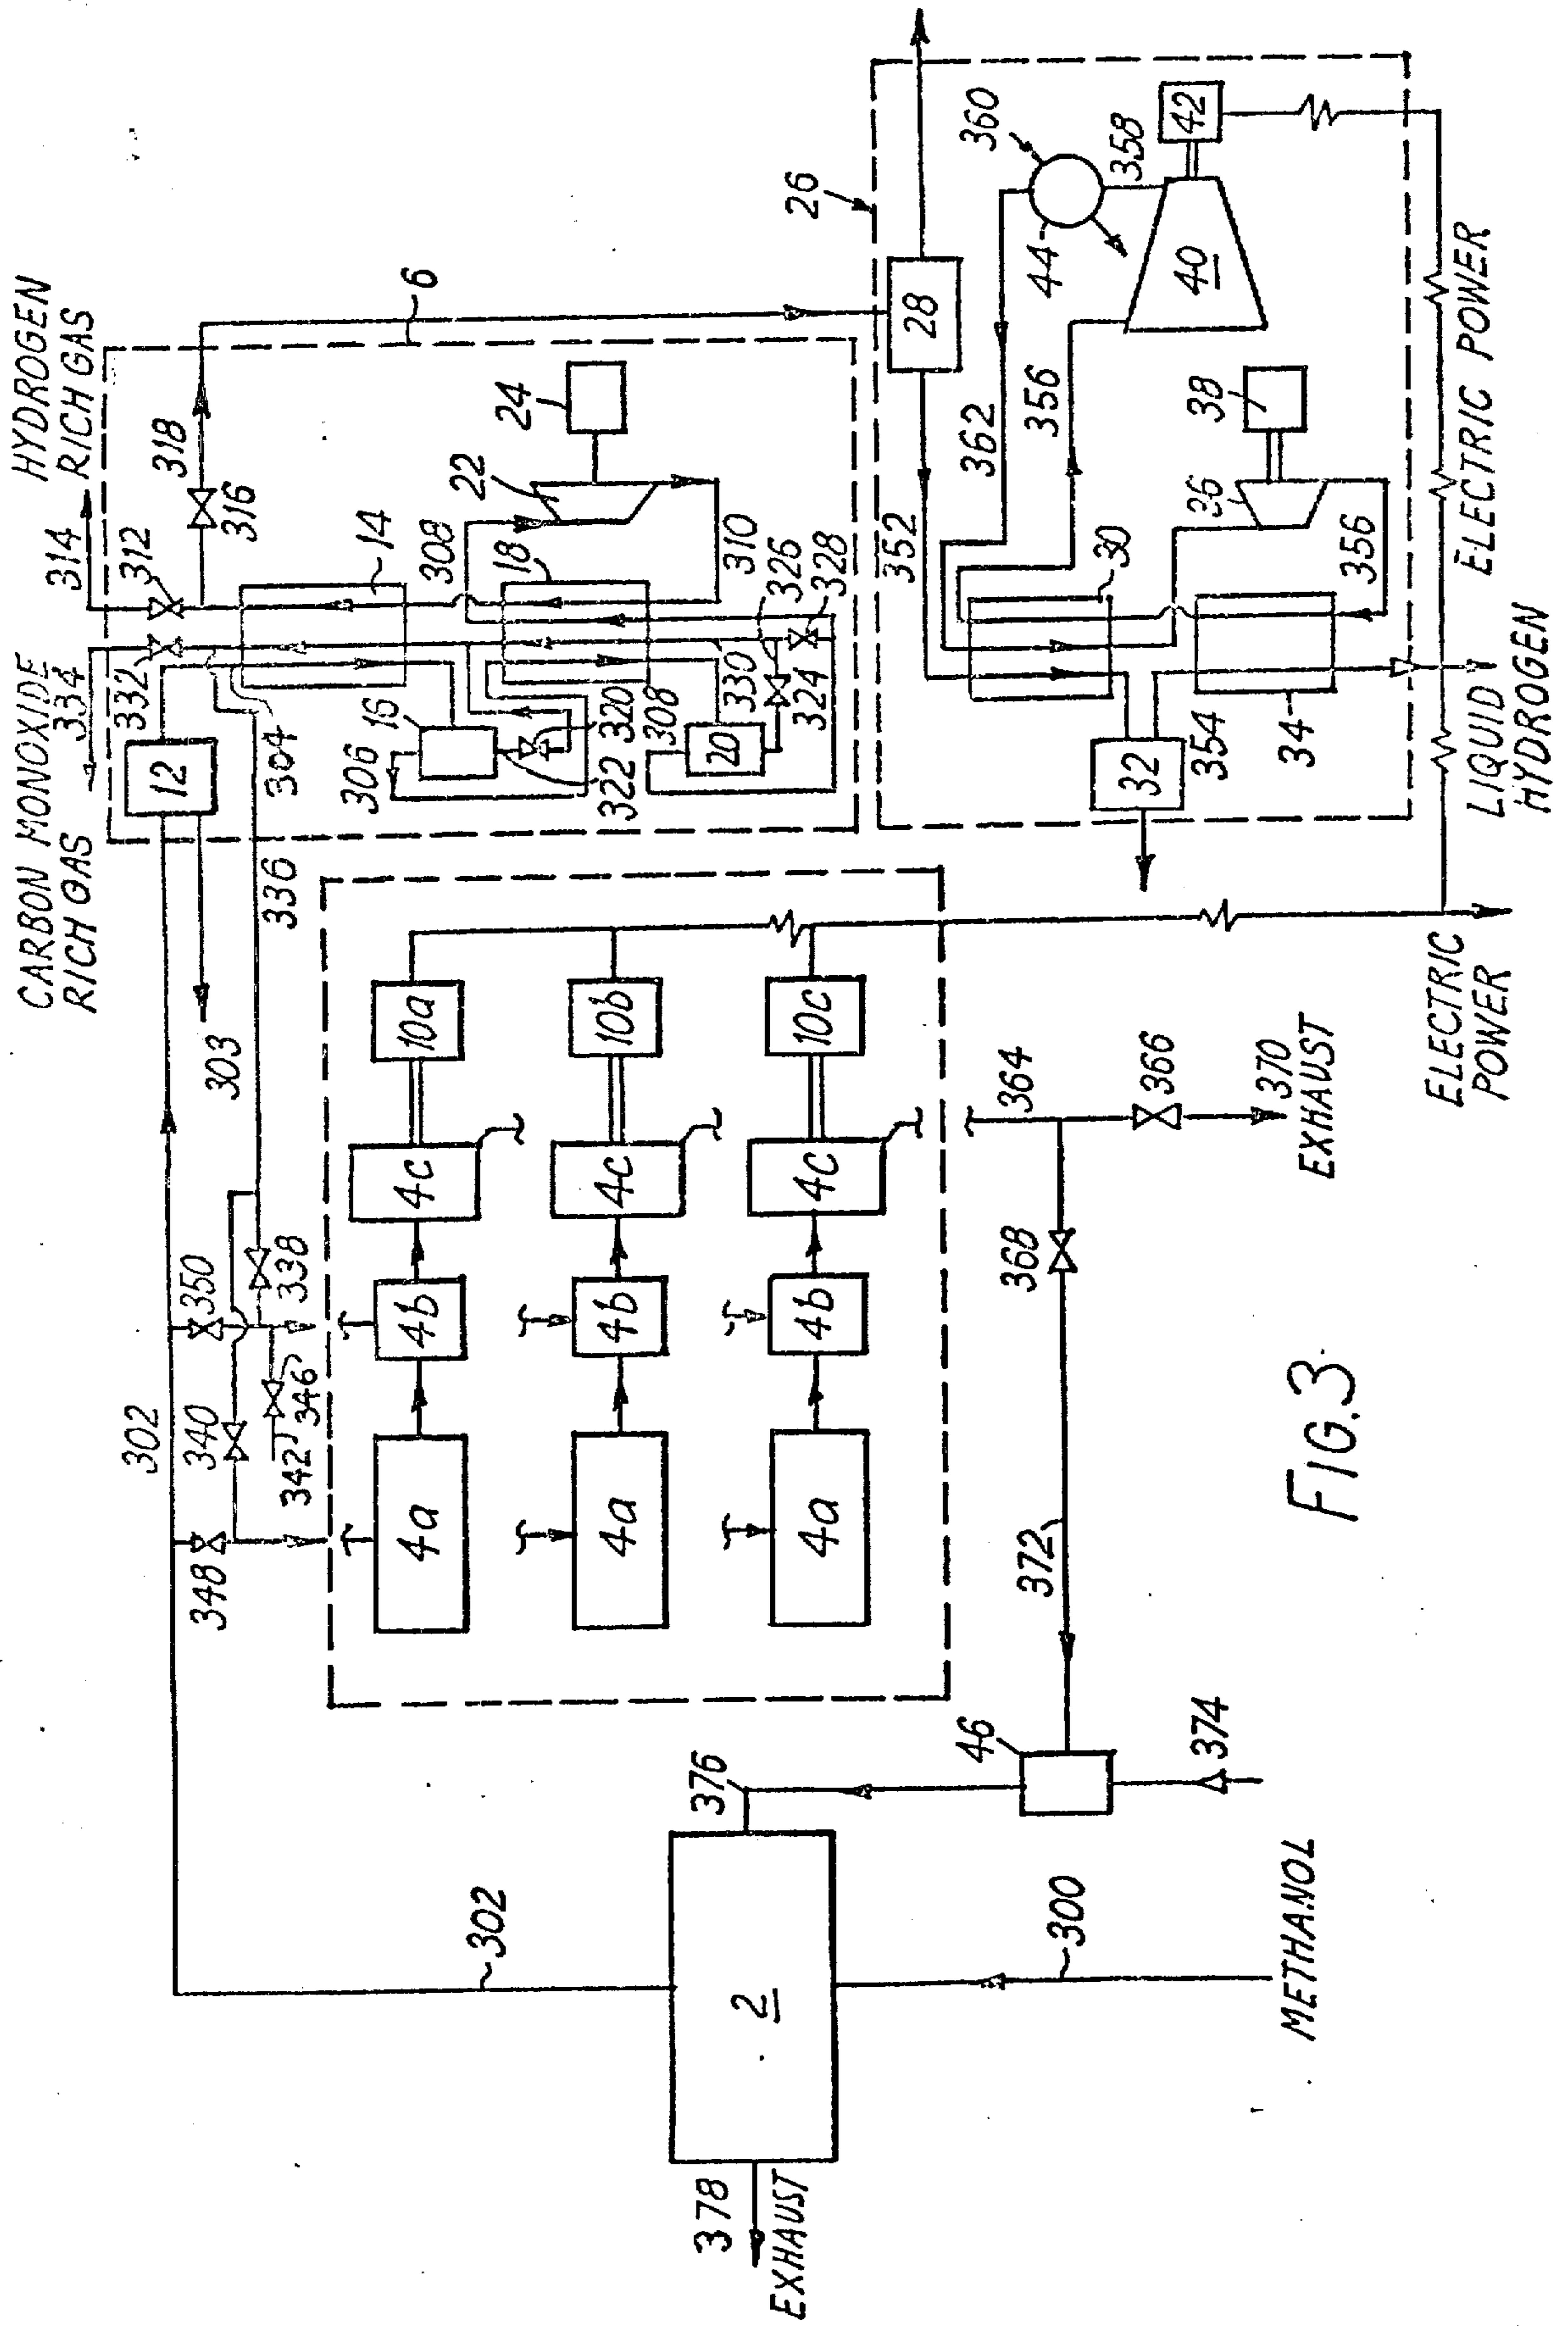 CARBON MONOXIDE
RICH GAS
HYDROGEN
RICH GAS
334
314
332
312
318
316
12
304
14
6
303
336
306
16
308
22
24
18
322
320
308
20
330
324
326
328
310
302
350
338
340
342
346
348
26
28
352
362
356
360
44
358
40
42
30
36
38
32
354
34
356
4a
4b
4c
10a
4a
4b
4c
10b
4a
4b
4c
10c
364
366
370
EXHAUST
368
372
46
374
376
302
2
300
METHANOL
378
EXHAUST
ELECTRIC
POWER
LIQUID
HYDROGEN
ELECTRIC POWER
FIG.3